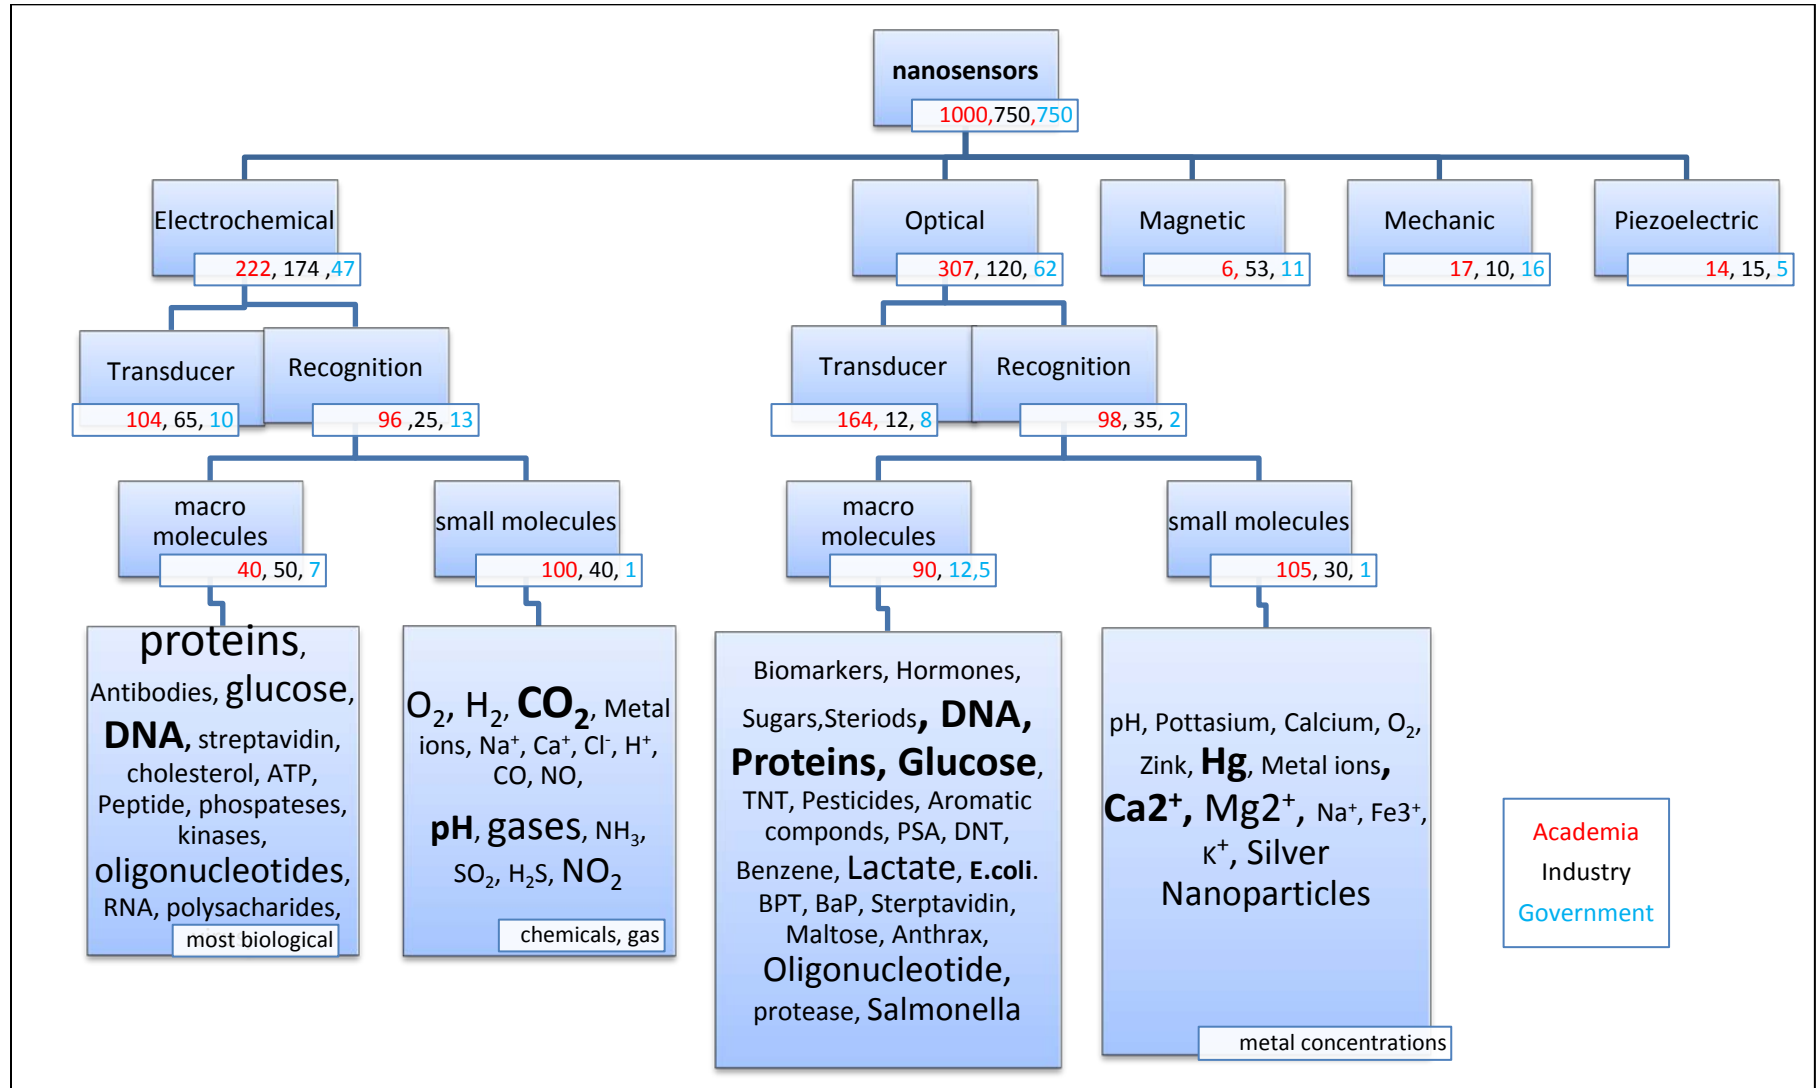 nanosensors
1000,750,750
Electrochemical
222, 174 ,47
Optical
307, 120, 62
Magnetic
6, 53, 11
Mechanic
17, 10, 16
Piezoelectric
14, 15, 5
Transducer
104, 65, 10
Recognition
96 ,25, 13
Transducer
164, 12, 8
Recognition
98, 35, 2
macro
molecules
40, 50, 7
small molecules
100, 40, 1
macro
molecules
90, 12,5
small molecules
105, 30, 1
proteins,
Antibodies, glucose,
DNA, streptavidin,
cholesterol, ATP,
Peptide, phospateses,
kinases,
oligonucleotides,
RNA, polysacharides,
most biological
O₂, H₂, CO₂, Metal
ions, Na⁺, Ca⁺, Cl⁻, H⁺,
CO, NO,
pH, gases, NH₃,
SO₂, H₂S, NO₂
chemicals, gas
Biomarkers, Hormones,
Sugars,Steriods, DNA,
Proteins, Glucose,
TNT, Pesticides, Aromatic
componds, PSA, DNT,
Benzene, Lactate, E.coli.
BPT, BaP, Sterptavidin,
Maltose, Anthrax,
Oligonucleotide,
protease, Salmonella
pH, Pottasium, Calcium, O₂,
Zink, Hg, Metal ions,
Ca2⁺, Mg2⁺, Na⁺, Fe3⁺,
K⁺, Silver
Nanoparticles
metal concentrations
Academia
Industry
Government